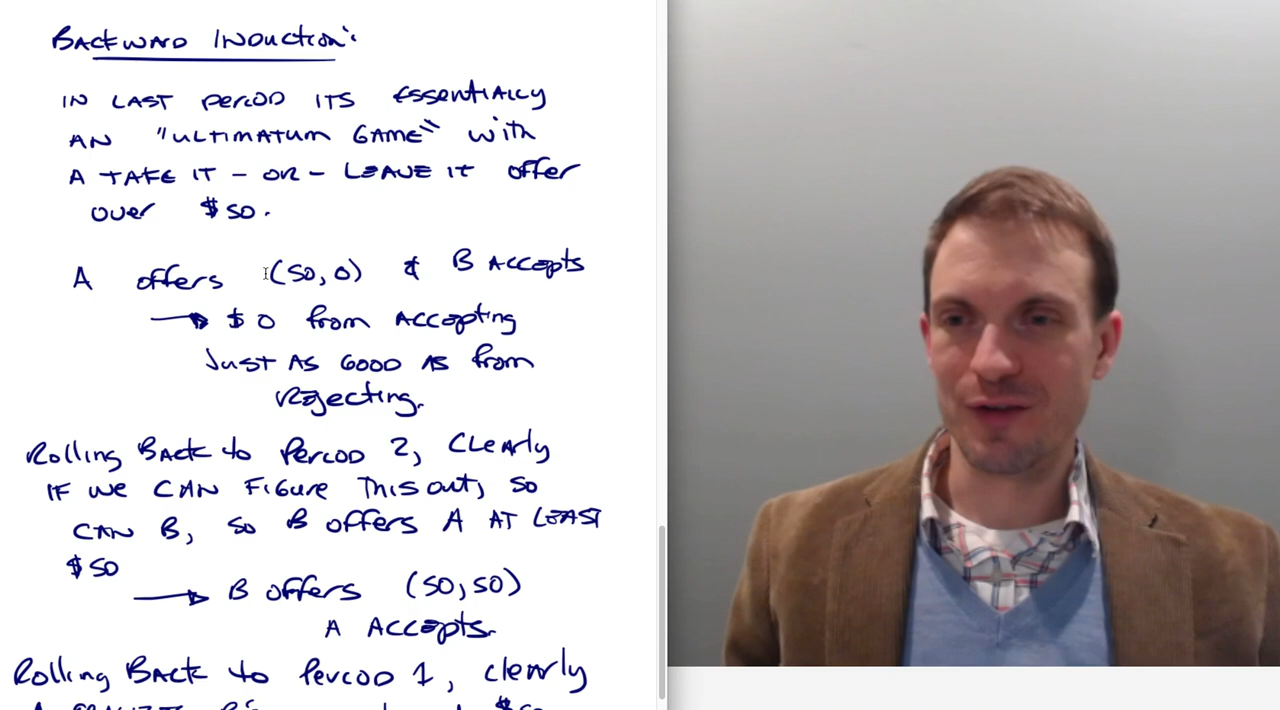 BACKWARD INDUCTION:
IN LAST PERIOD ITS ESSENTIALLY
AN "ULTIMATUM GAME" WITH
A TAKE IT - OR - LEAVE IT OFFER
OVER $50.
A OFFERS (50, 0) & B ACCEPTS
→ $0 FROM ACCEPTING
JUST AS GOOD AS FROM
REJECTING.
ROLLING BACK TO PERIOD 2, CLEARLY
IF WE CAN FIGURE THIS OUT, SO
CAN B, SO B OFFERS A AT LEAST
$50
→ B OFFERS (50, 50)
A ACCEPTS.
ROLLING BACK TO PERIOD 1, CLEARLY